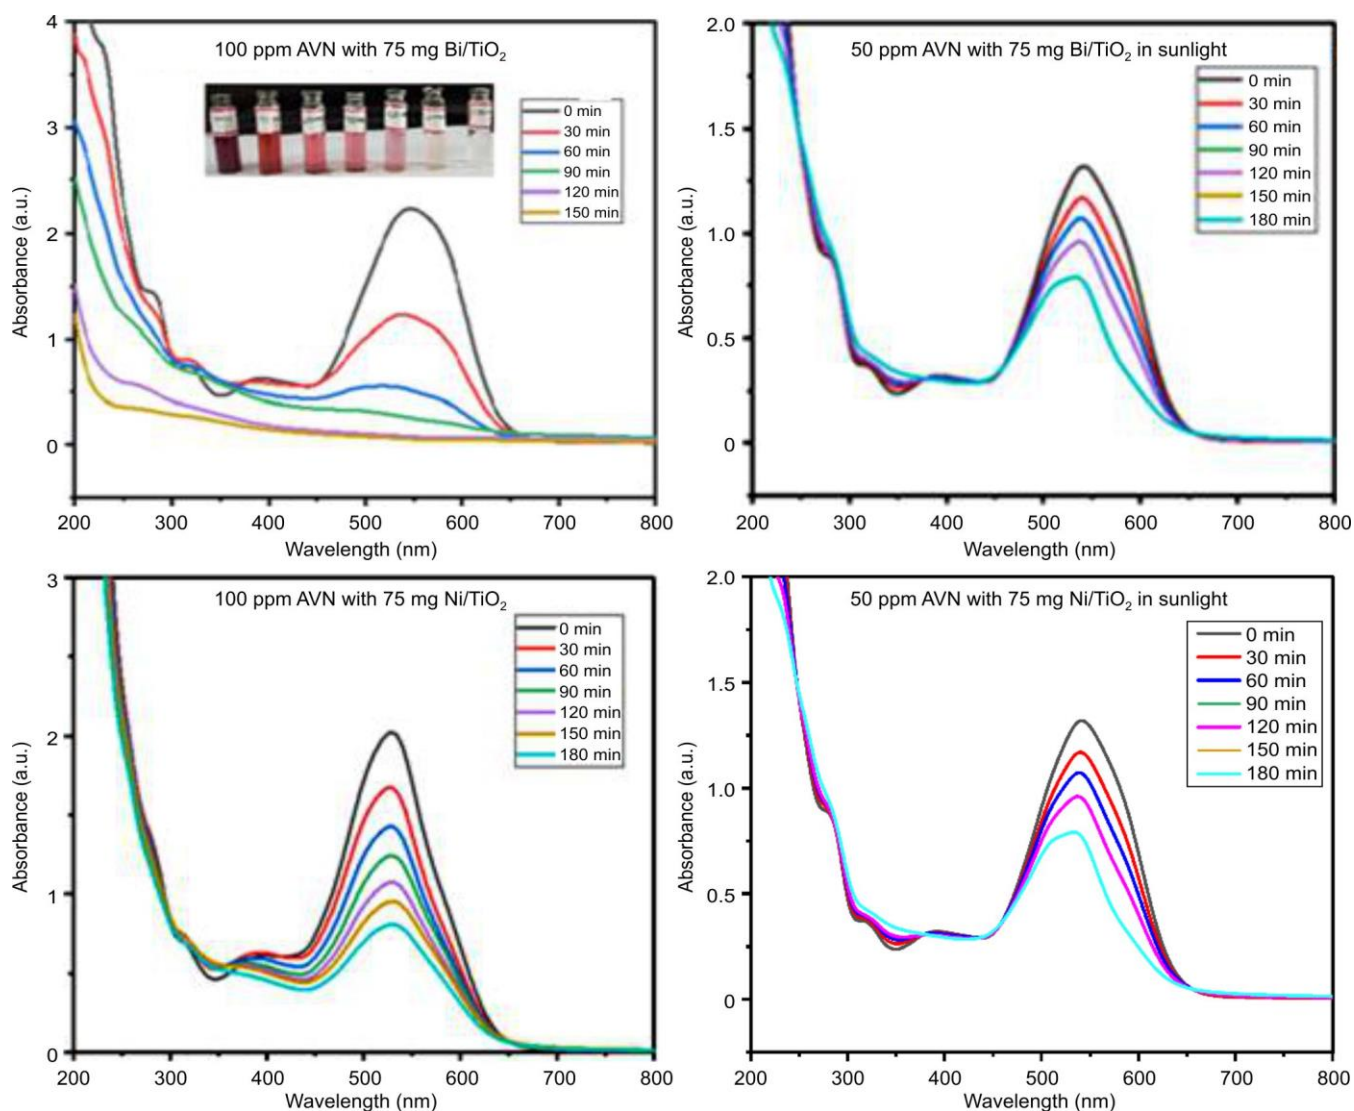 100 ppm AVN with 75 mg Bi/TiO₂
4
3
2
1
0
Absorbance (a.u.)
0 min
30 min
60 min
90 min
120 min
150 min
200 300 400 500 600 700 800
Wavelength (nm)
50 ppm AVN with 75 mg Bi/TiO₂ in sunlight
2.0
1.5
1.0
0.5
0
Absorbance (a.u.)
0 min
30 min
60 min
90 min
120 min
150 min
180 min
200 300 400 500 600 700 800
Wavelength (nm)
100 ppm AVN with 75 mg Ni/TiO₂
3
2
1
0
Absorbance (a.u.)
0 min
30 min
60 min
90 min
120 min
150 min
180 min
200 300 400 500 600 700 800
Wavelength (nm)
50 ppm AVN with 75 mg Ni/TiO₂ in sunlight
2.0
1.5
1.0
0.5
0
Absorbance (a.u.)
0 min
30 min
60 min
90 min
120 min
150 min
180 min
200 300 400 500 600 700 800
Wavelength (nm)